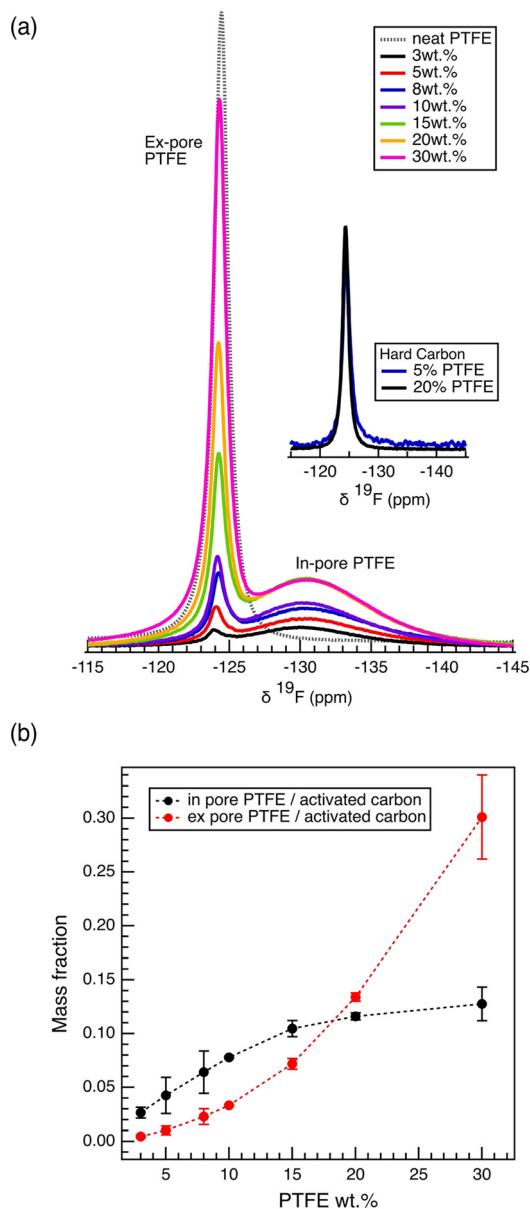 (a)
neat PTFE
3wt.%
5wt.%
8wt.%
10wt.%
15wt.%
20wt.%
30wt.%
Ex-pore
PTFE
Hard Carbon
5% PTFE
20% PTFE
-120 -130 -140
δ ¹⁹F (ppm)
In-pore PTFE
-115 -120 -125 -130 -135 -140 -145
δ ¹⁹F (ppm)
(b)
in pore PTFE / activated carbon
ex pore PTFE / activated carbon
0.30
0.25
0.20
0.15
0.10
0.05
0.00
Mass fraction
5 10 15 20 25 30
PTFE wt.%